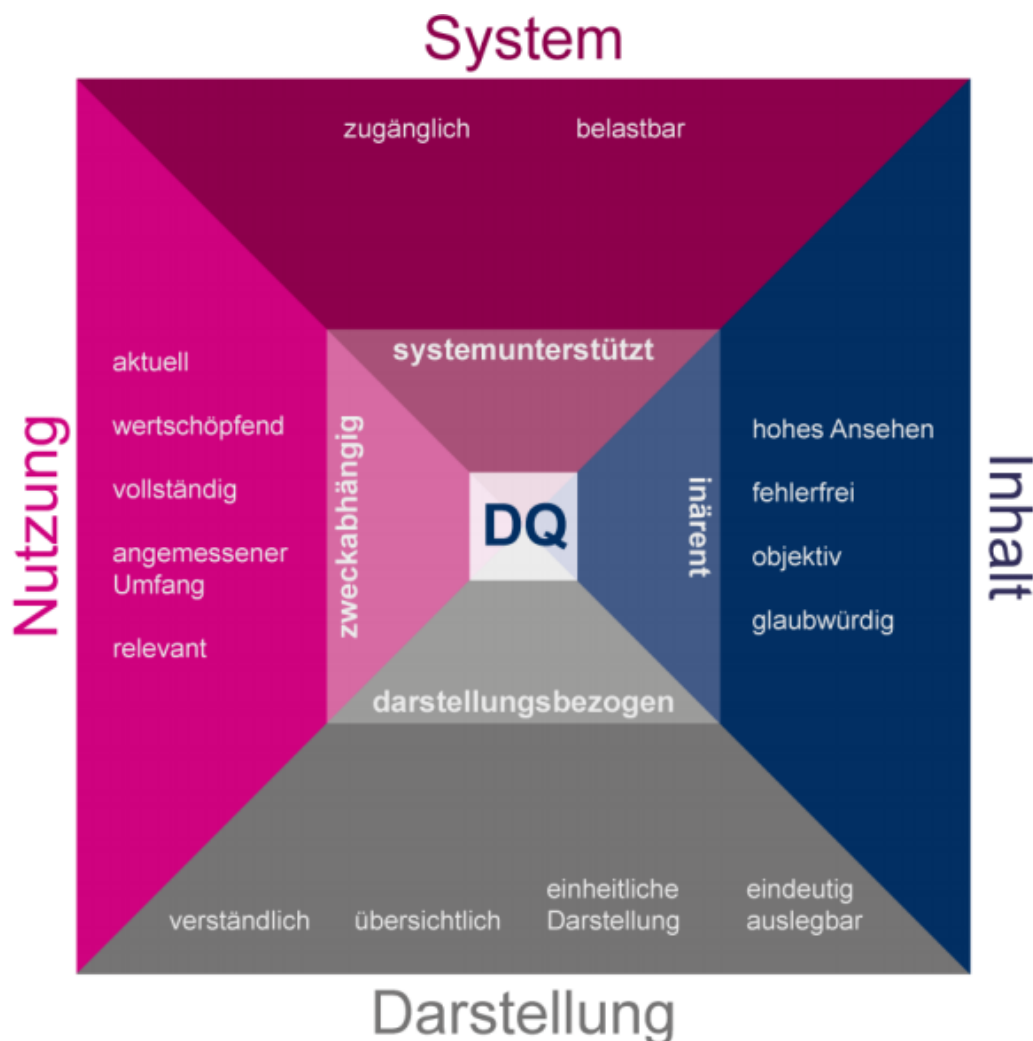 System
zugänglich belastbar
systemunterstützt
Nutzung
aktuell
wertschöpfend
vollständig
angemessener
Umfang
relevant
zweckabhängig
DQ
inärent
hohes Ansehen
fehlerfrei
objektiv
glaubwürdig
Inhalt
darstellungsbezogen
verständlich
übersichtlich
einheitliche
Darstellung
eindeutig
auslegbar
Darstellung